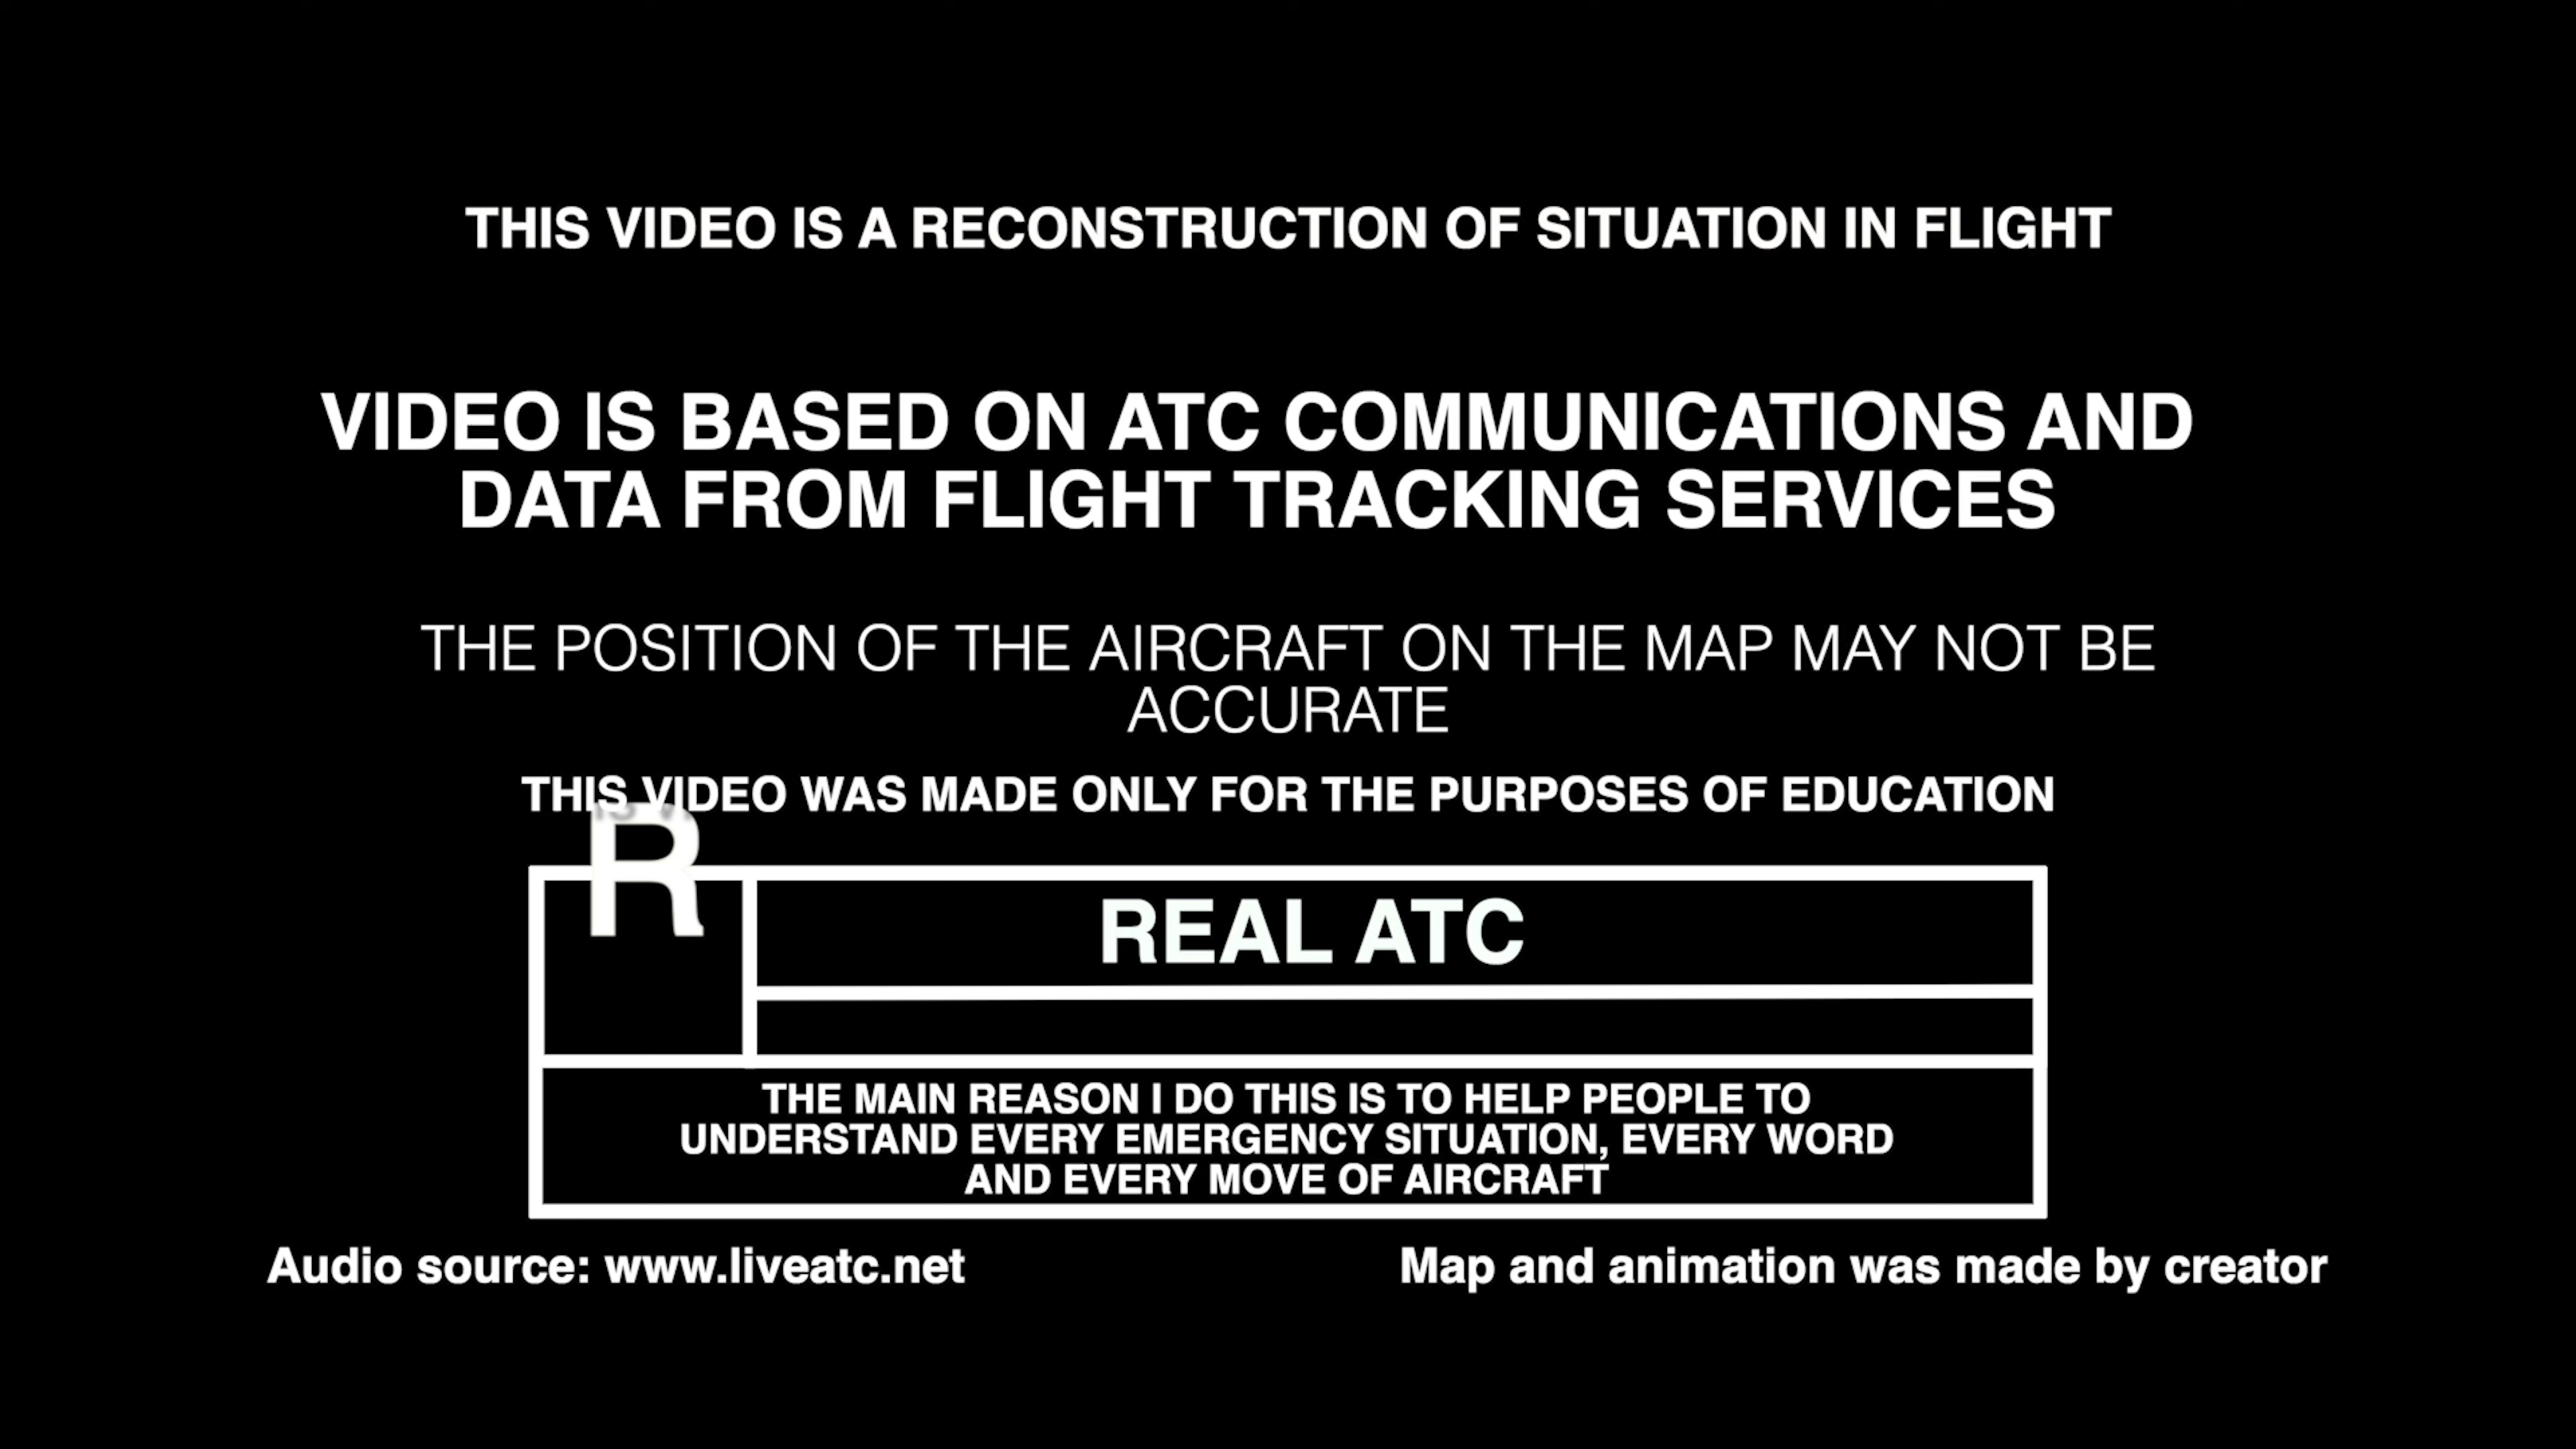 THIS VIDEO IS A RECONSTRUCTION OF SITUATION IN FLIGHT
VIDEO IS BASED ON ATC COMMUNICATIONS AND
DATA FROM FLIGHT TRACKING SERVICES
THE POSITION OF THE AIRCRAFT ON THE MAP MAY NOT BE
ACCURATE
THIS VIDEO WAS MADE ONLY FOR THE PURPOSES OF EDUCATION
R
REAL ATC
THE MAIN REASON I DO THIS IS TO HELP PEOPLE TO
UNDERSTAND EVERY EMERGENCY SITUATION, EVERY WORD
AND EVERY MOVE OF AIRCRAFT
Audio source: www.liveatc.net
Map and animation was made by creator